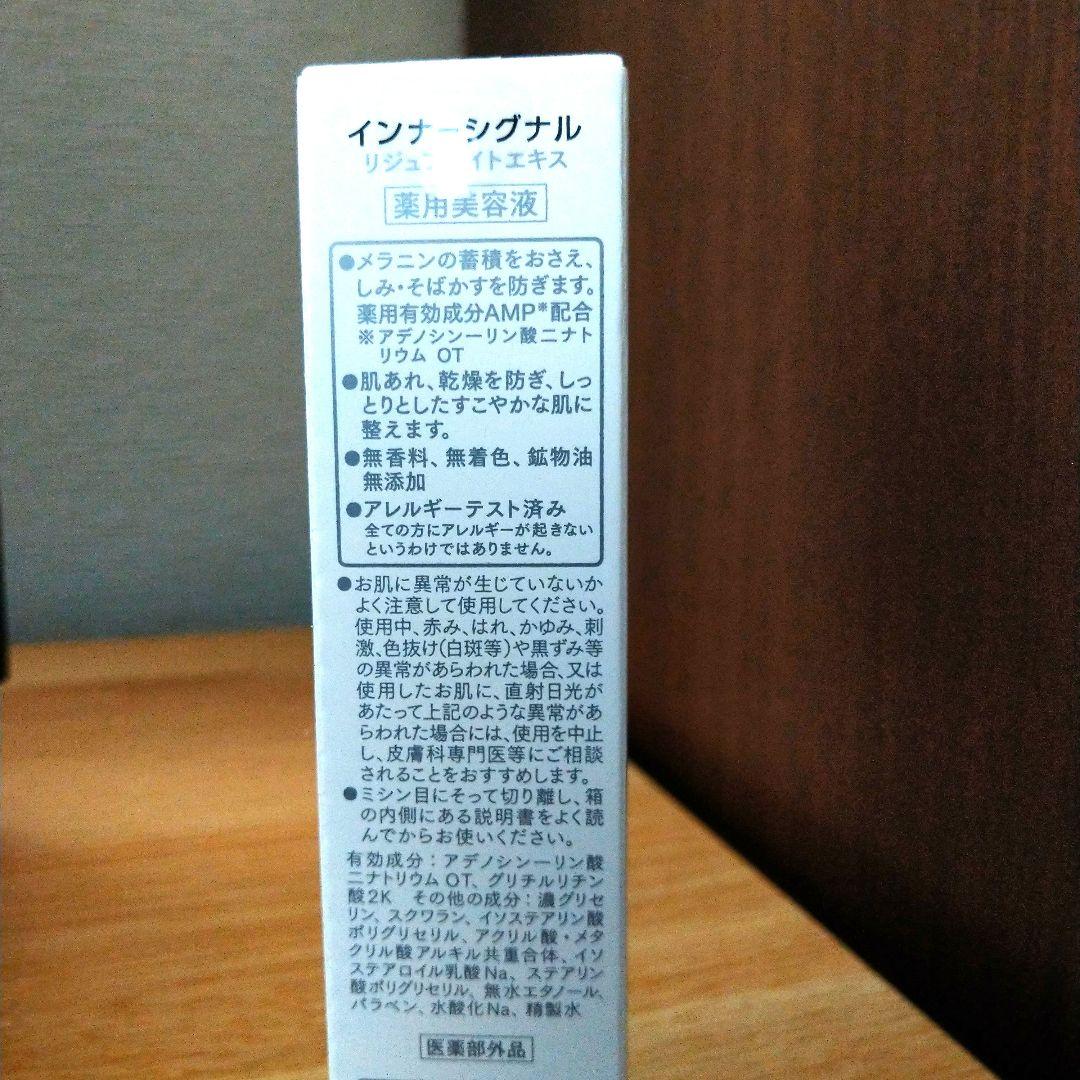 インナーシグナル
リジュ イトエキス
薬用美容液
●メラニンの蓄積をおさえ、
しみ・そばかすを防ぎます。
薬用有効成分AMP※配合
※アデノシン一リン酸二ナト
リウム OT
●肌あれ、乾燥を防ぎ、しっ
とりとしたすこやかな肌に
整えます。
●無香料、無着色、鉱物油
無添加
●アレルギーテスト済み
全ての方にアレルギーが起きない
というわけではありません。
●お肌に異常が生じていないか
よく注意して使用してください。
使用中、赤み、はれ、かゆみ、刺
激、色抜け(白斑等)や黒ずみ等
の異常があらわれた場合、又は
使用したお肌に、直射日光が
あたって上記のような異常があ
らわれた場合には、使用を中止
し、皮膚科専門医等にご相談
されることをおすすめします。
●ミシン目にそって切り離し、箱
の内側にある説明書をよく読
んでからお使いください。
有効成分：アデノシン一リン酸
二ナトリウムOT、グリチルリチン
酸2K その他の成分：濃グリセ
リン、スクワラン、イソステアリン酸
ポリグリセリル、アクリル酸・メタ
クリル酸アルキル共重合体、イソ
ステアロイル乳酸Na、ステアリン
酸ポリグリセリル、無水エタノール、
パラベン、水酸化Na、精製水
医薬部外品